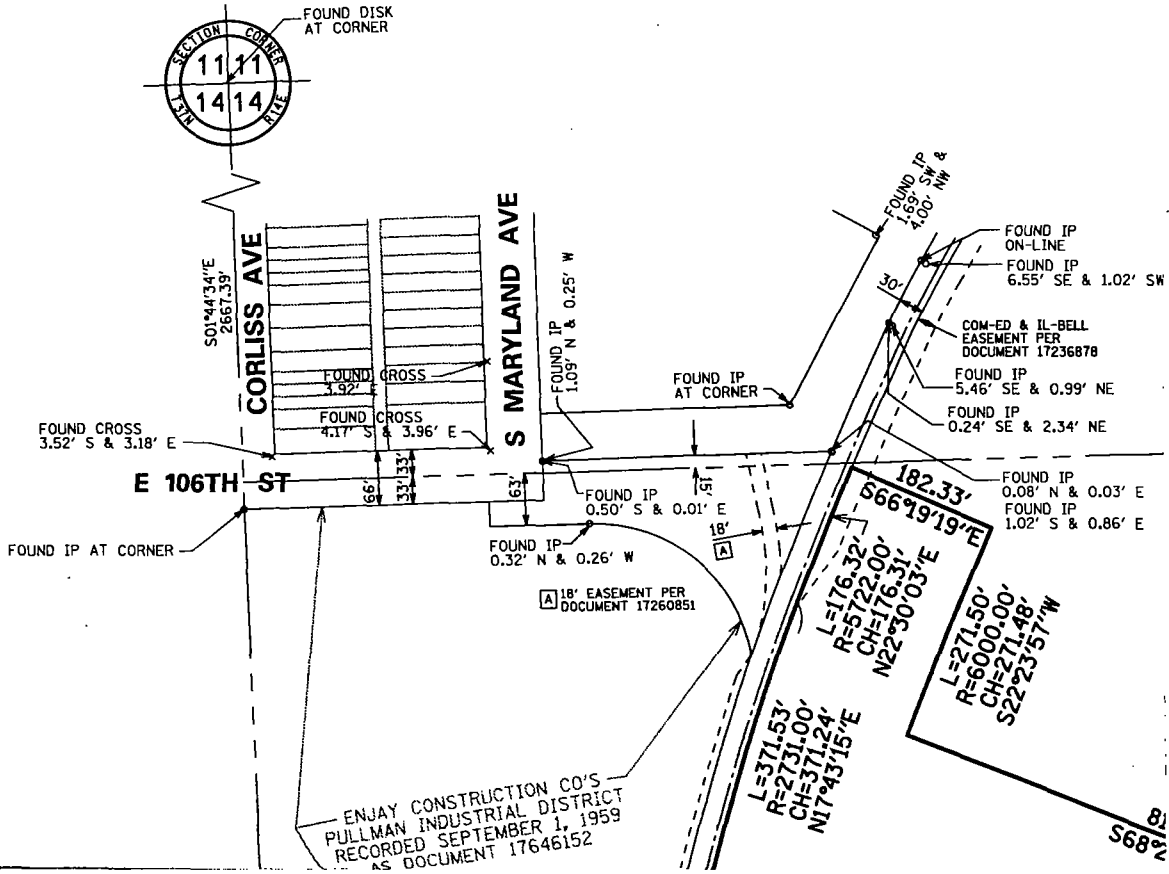 FOUND DISK
AT CORNER
SECTION CORNER
11 11
14 14
T37N R14E
S01°44'34"E
2667.39'
CORLISS AVE
S MARYLAND AVE
FOUND CROSS
3.92' E
FOUND CROSS
4.17' S & 3.96' E
FOUND CROSS
3.52' S & 3.18' E
E 106TH ST
66'
33'
33'
63'
FOUND IP AT CORNER
FOUND IP
1.09' N & 0.25' W
FOUND IP
0.50' S & 0.01' E
FOUND IP
0.32' N & 0.26' W
A 18' EASEMENT PER
DOCUMENT 17260851
FOUND IP
AT CORNER
15'
18'
A
FOUND IP
1.69' SW &
4.00' NW
FOUND IP
ON-LINE
FOUND IP
6.55' SE & 1.02' SW
30'
COM-ED & IL-BELL
EASEMENT PER
DOCUMENT 17236878
FOUND IP
5.46' SE & 0.99' NE
FOUND IP
0.24' SE & 2.34' NE
FOUND IP
0.08' N & 0.03' E
FOUND IP
1.02' S & 0.86' E
182.33'
S66°19'19"E
L=176.32'
R=5722.00'
CH=176.31'
N22°30'03"E
L=271.50'
R=6000.00'
CH=271.48'
S22°23'57"W
L=371.53'
R=2731.00'
CH=371.24'
N17°43'15"E
ENJAY CONSTRUCTION CO'S
PULLMAN INDUSTRIAL DISTRICT
RECORDED SEPTEMBER 1, 1959
AS DOCUMENT 17646152
S68°2